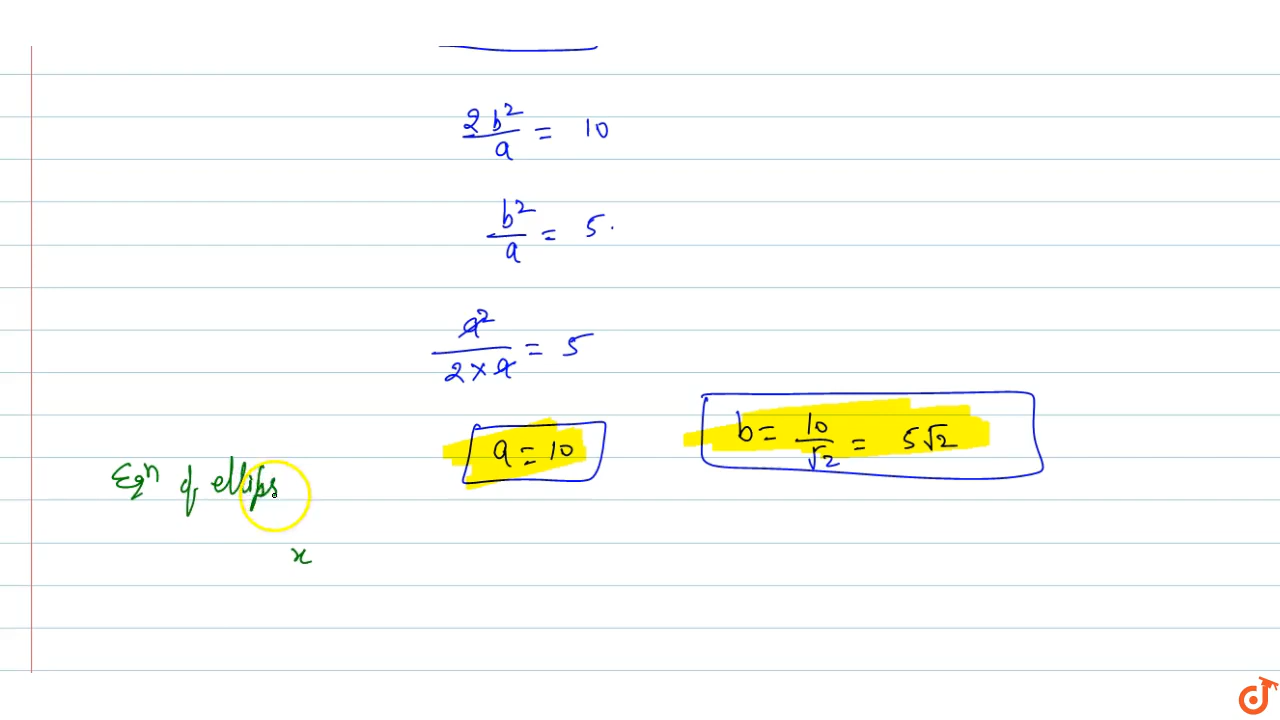 2b²/a = 10
b²/a = 5.
a²/2×a = 5
a = 10
b = 10/√2 = 5√2
Eqⁿ of ellips
x